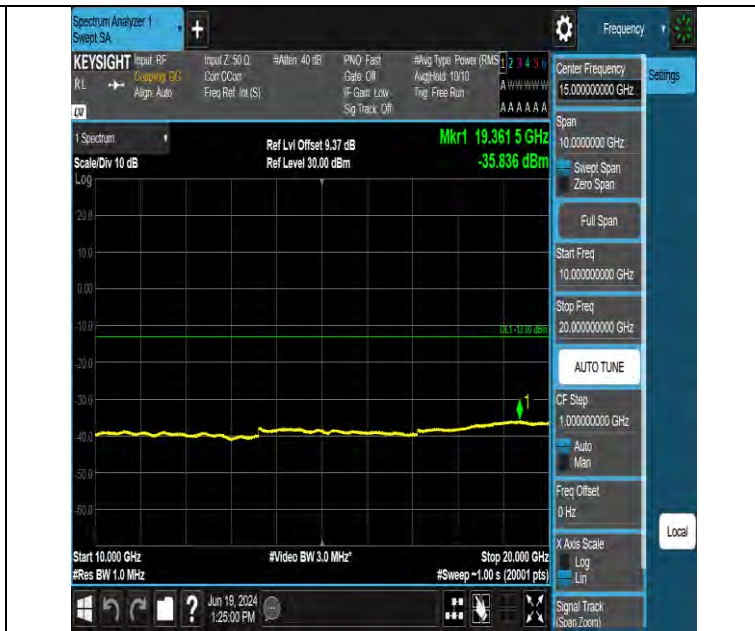 Spectrum Analyzer 1
Swept SA
+
Frequency
KEYSIGHT
RL
Input: RF
Coupling: DC
Align: Auto
Input Z: 50 Ω
Corr CCorr
Freq Ref: Int (S)
#Atten: 40 dB
PNO: Fast
Gate: Off
IF Gain: Low
Sig Track: Off
#Avg Type: Power (RMS
Avg|Hold: 10/10
Trig: Free Run
1 2 3 4 5 6
A W W W W W
A A A A A A
1 Spectrum
Scale/Div 10 dB
Log
Ref Lvl Offset 9.37 dB
Ref Level 30.00 dBm
Mkr1 19.361 5 GHz
-35.836 dBm
20.0
10.0
0.00
-10.0
-20.0
-30.0
-40.0
-50.0
-60.0
DL1 -13.00 dBm
1
Start 10.000 GHz
#Res BW 1.0 MHz
#Video BW 3.0 MHz*
Stop 20.000 GHz
#Sweep ~1.00 s (20001 pts)
?
Jun 19, 2024
1:25:00 PM
Center Frequency
15.000000000 GHz
Settings
Span
10.0000000 GHz
Swept Span
Zero Span
Full Span
Start Freq
10.000000000 GHz
Stop Freq
20.000000000 GHz
AUTO TUNE
CF Step
1.000000000 GHz
Auto
Man
Freq Offset
0 Hz
X Axis Scale
Log
Lin
Local
Signal Track
(Span Zoom)